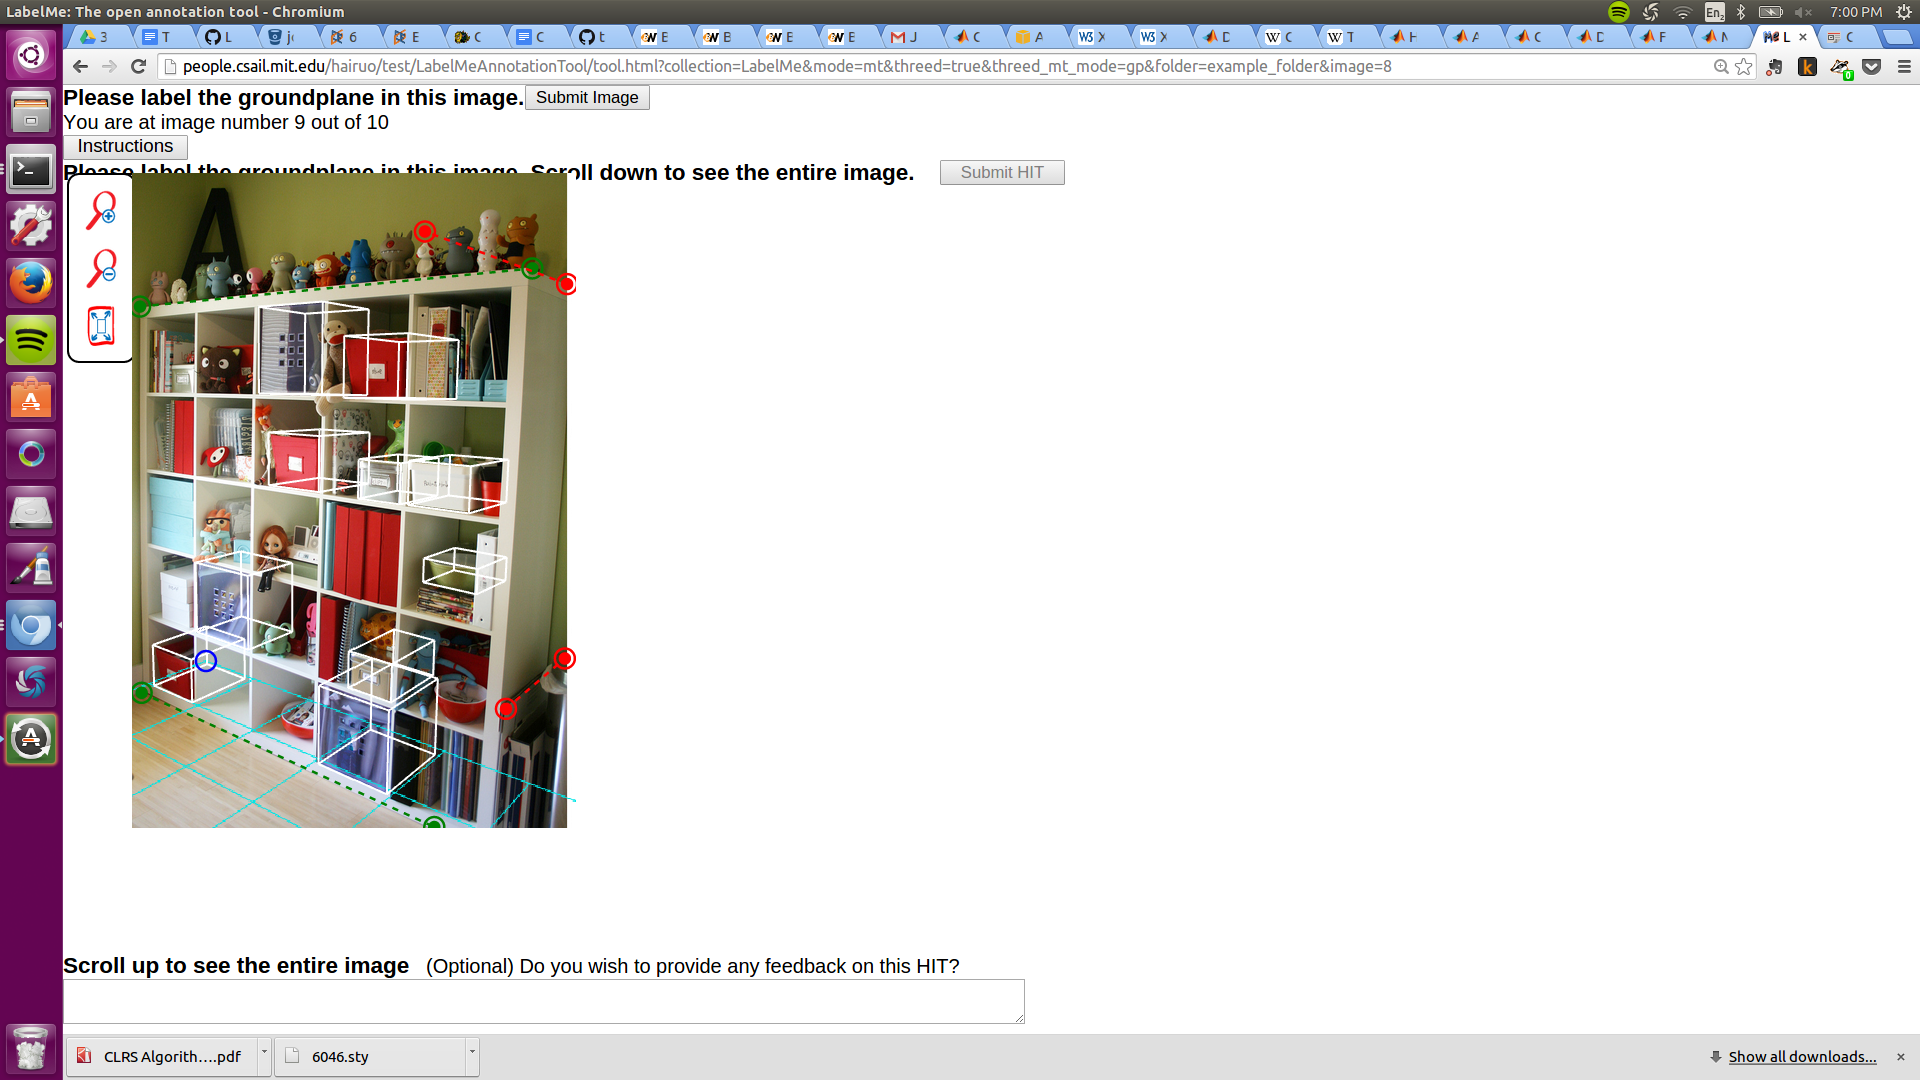 LabelMe: The open annotation tool - Chromium
En2
7:00 PM
3
T
L
6
E
C
C
t
E
B
E
E
J
C
A
X
X
D
C
T
H
A
C
D
F
L
C
people.csail.mit.edu/hairuo/test/LabelMeAnnotationTool/tool.html?collection=LabelMe&mode=mt&threed=true&threed_mt_mode=gp&folder=example_folder&image=8
0
Please label the groundplane in this image.
Submit Image
You are at image number 9 out of 10
Instructions
Please label the groundplane in this image. Scroll down to see the entire image.
Submit HIT
A
Scroll up to see the entire image
(Optional) Do you wish to provide any feedback on this HIT?
CLRS Algorith....pdf
6046.sty
Show all downloads...